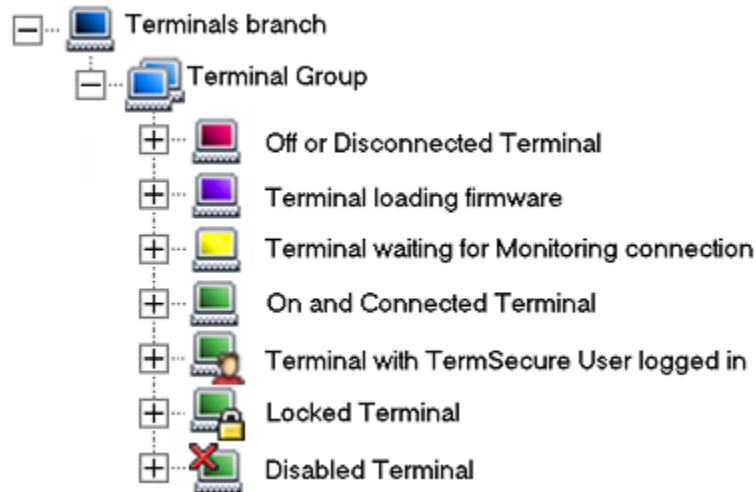 Terminals branch
Terminal Group
Off or Disconnected Terminal
Terminal loading firmware
Terminal waiting for Monitoring connection
On and Connected Terminal
Terminal with TermSecure User logged in
Locked Terminal
Disabled Terminal